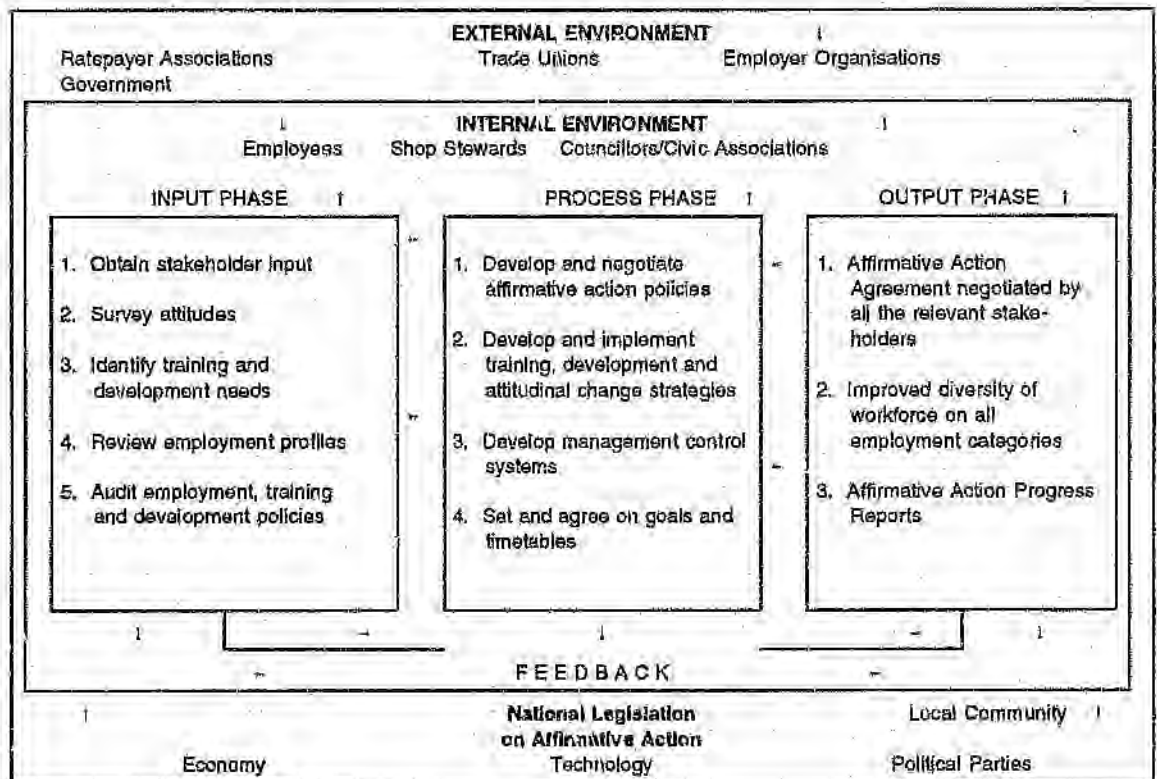 EXTERNAL ENVIRONMENT
Ratepayer Associations Trade Unions Employer Organisations
Government
INTERNAL ENVIRONMENT
Employees Shop Stewards Councillors/Civic Associations
INPUT PHASE
1. Obtain stakeholder input
2. Survey attitudes
3. Identify training and
development needs
4. Review employment profiles
5. Audit employment, training
and development policies
PROCESS PHASE
1. Develop and negotiate
affirmative action policies
2. Develop and implement
training, development and
attitudinal change strategies
3. Develop management control
systems
4. Set and agree on goals and
timetables
OUTPUT PHASE
1. Affirmative Action
Agreement negotiated by
all the relevant stake-
holders
2. Improved diversity of
workforce on all
employment categories
3. Affirmative Action Progress
Reports
FEEDBACK
National Legislation
on Affirmative Action
Local Community
Economy Technology Political Parties